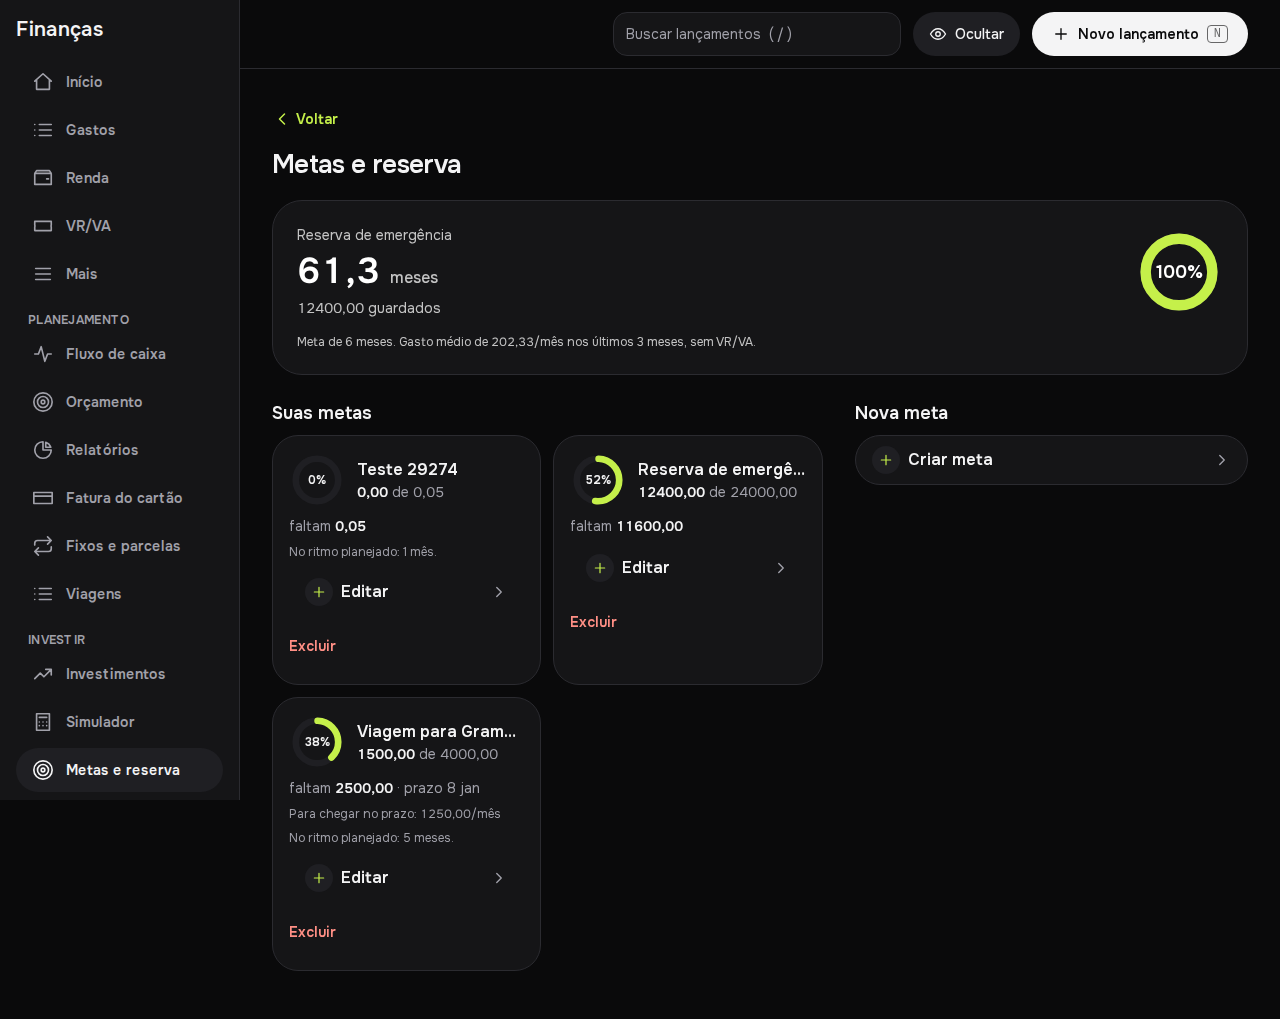 Finanças
Buscar lançamentos ( / )
Ocultar
Novo lançamento N
Início
Gastos
Renda
VR/VA
Mais
PLANEJAMENTO
Fluxo de caixa
Orçamento
Relatórios
Fatura do cartão
Fixos e parcelas
Viagens
INVESTIR
Investimentos
Simulador
Metas e reserva
Voltar
Metas e reserva
Reserva de emergência
61,3 meses
12400,00 guardados
Meta de 6 meses. Gasto médio de 202,33/mês nos últimos 3 meses, sem VR/VA.
100%
Suas metas
0%
Teste 29274
0,00 de 0,05
faltam 0,05
No ritmo planejado: 1 mês.
Editar
Excluir
52%
Reserva de emergê...
12400,00 de 24000,00
faltam 11600,00
Editar
Excluir
38%
Viagem para Gram...
1500,00 de 4000,00
faltam 2500,00 · prazo 8 jan
Para chegar no prazo: 1250,00/mês
No ritmo planejado: 5 meses.
Editar
Excluir
Nova meta
Criar meta